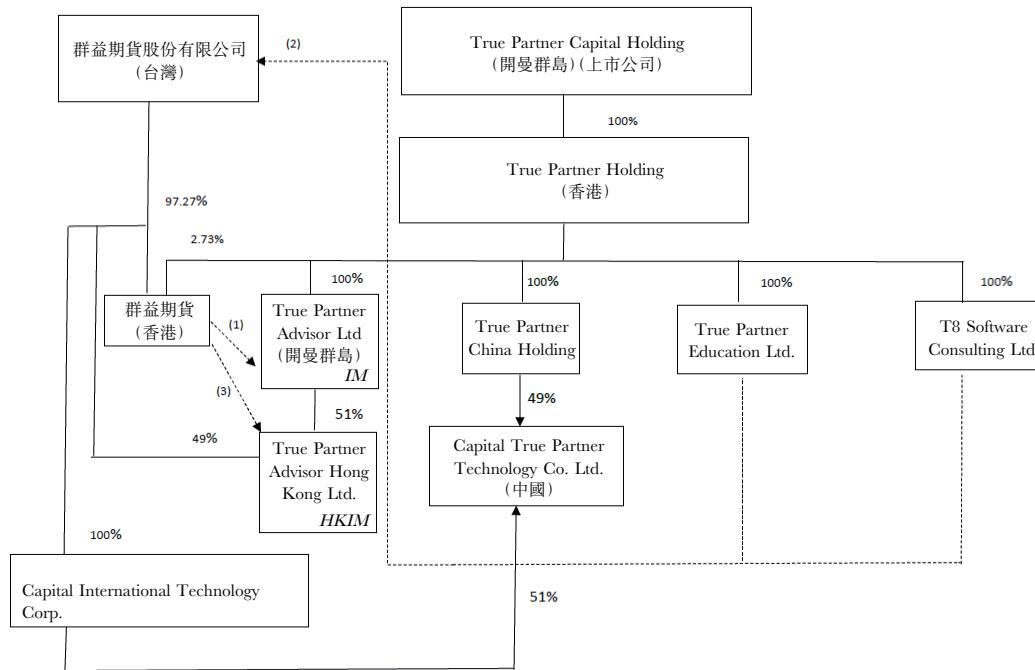 群益期貨股份有限公司
(台灣)
(2)
True Partner Capital Holding
(開曼群島)(上市公司)
100%
True Partner Holding
(香港)
97.27%
2.73%
100%
100%
100%
100%
群益期貨
(香港)
(1)
True Partner
Advisor Ltd
(開曼群島)
IM
True Partner
China Holding
True Partner
Education Ltd.
T8 Software
Consulting Ltd
(3)
51%
49%
49%
True Partner
Advisor Hong
Kong Ltd.
HKIM
Capital True Partner
Technology Co. Ltd.
(中國)
100%
Capital International Technology
Corp.
51%